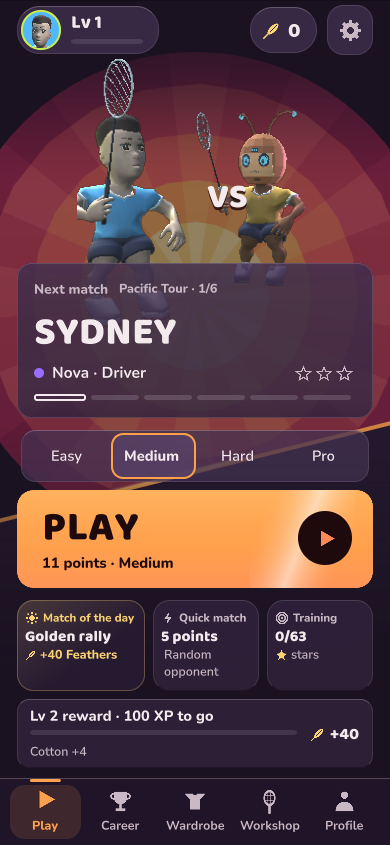 Lv 1
0
VS
Next match Pacific Tour · 1/6
SYDNEY
Nova · Driver
Easy Medium Hard Pro
PLAY
11 points · Medium
Match of the day
Golden rally
+40 Feathers
Quick match
5 points
Random
opponent
Training
0/63
stars
Lv 2 reward · 100 XP to go
+40
Cotton +4
Play Career Wardrobe Workshop Profile